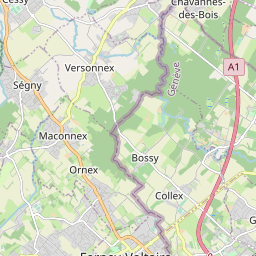 Cessy
Chavannes-
des-Bois
Versonnex
A1
Genève
Ségny
Maconnex
Bossy
Ornex
Collex
Ferney-Voltaire